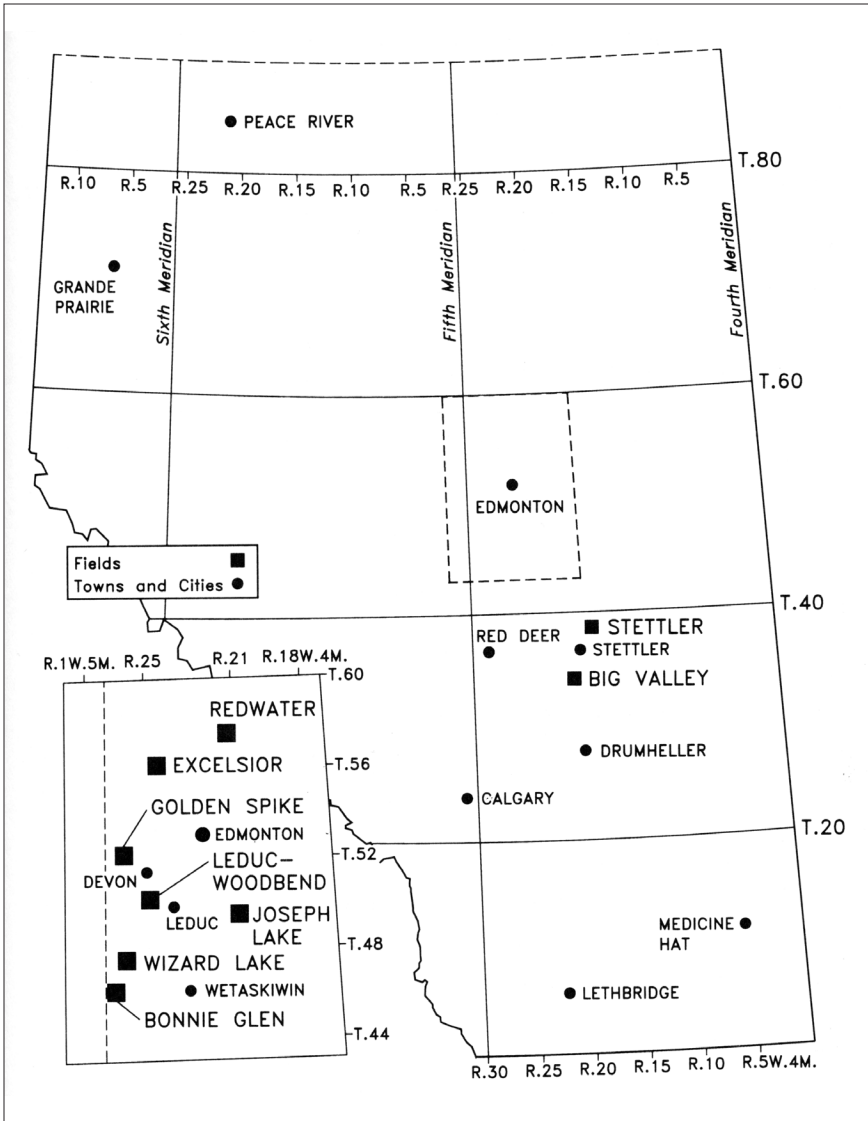 PEACE RIVER
T.80
R.10 R.5 R.25 R.20 R.15 R.10 R.5 R.25 R.20 R.15 R.10 R.5
Sixth Meridian
Fifth Meridian
Fourth Meridian
GRANDE
PRAIRIE
T.60
EDMONTON
Fields
Towns and Cities
T.40
RED DEER
STETTLER
STETTLER
BIG VALLEY
DRUMHELLER
CALGARY
T.20
MEDICINE
HAT
LETHBRIDGE
R.30 R.25 R.20 R.15 R.10 R.5W.4M.
R.1W.5M. R.25 R.21 R.18W.4M.
T.60
REDWATER
EXCELSIOR
T.56
GOLDEN SPIKE
EDMONTON
T.52
LEDUC-
WOODBEND
DEVON
LEDUC
JOSEPH
LAKE
T.48
WIZARD LAKE
WETASKIWIN
BONNIE GLEN
T.44